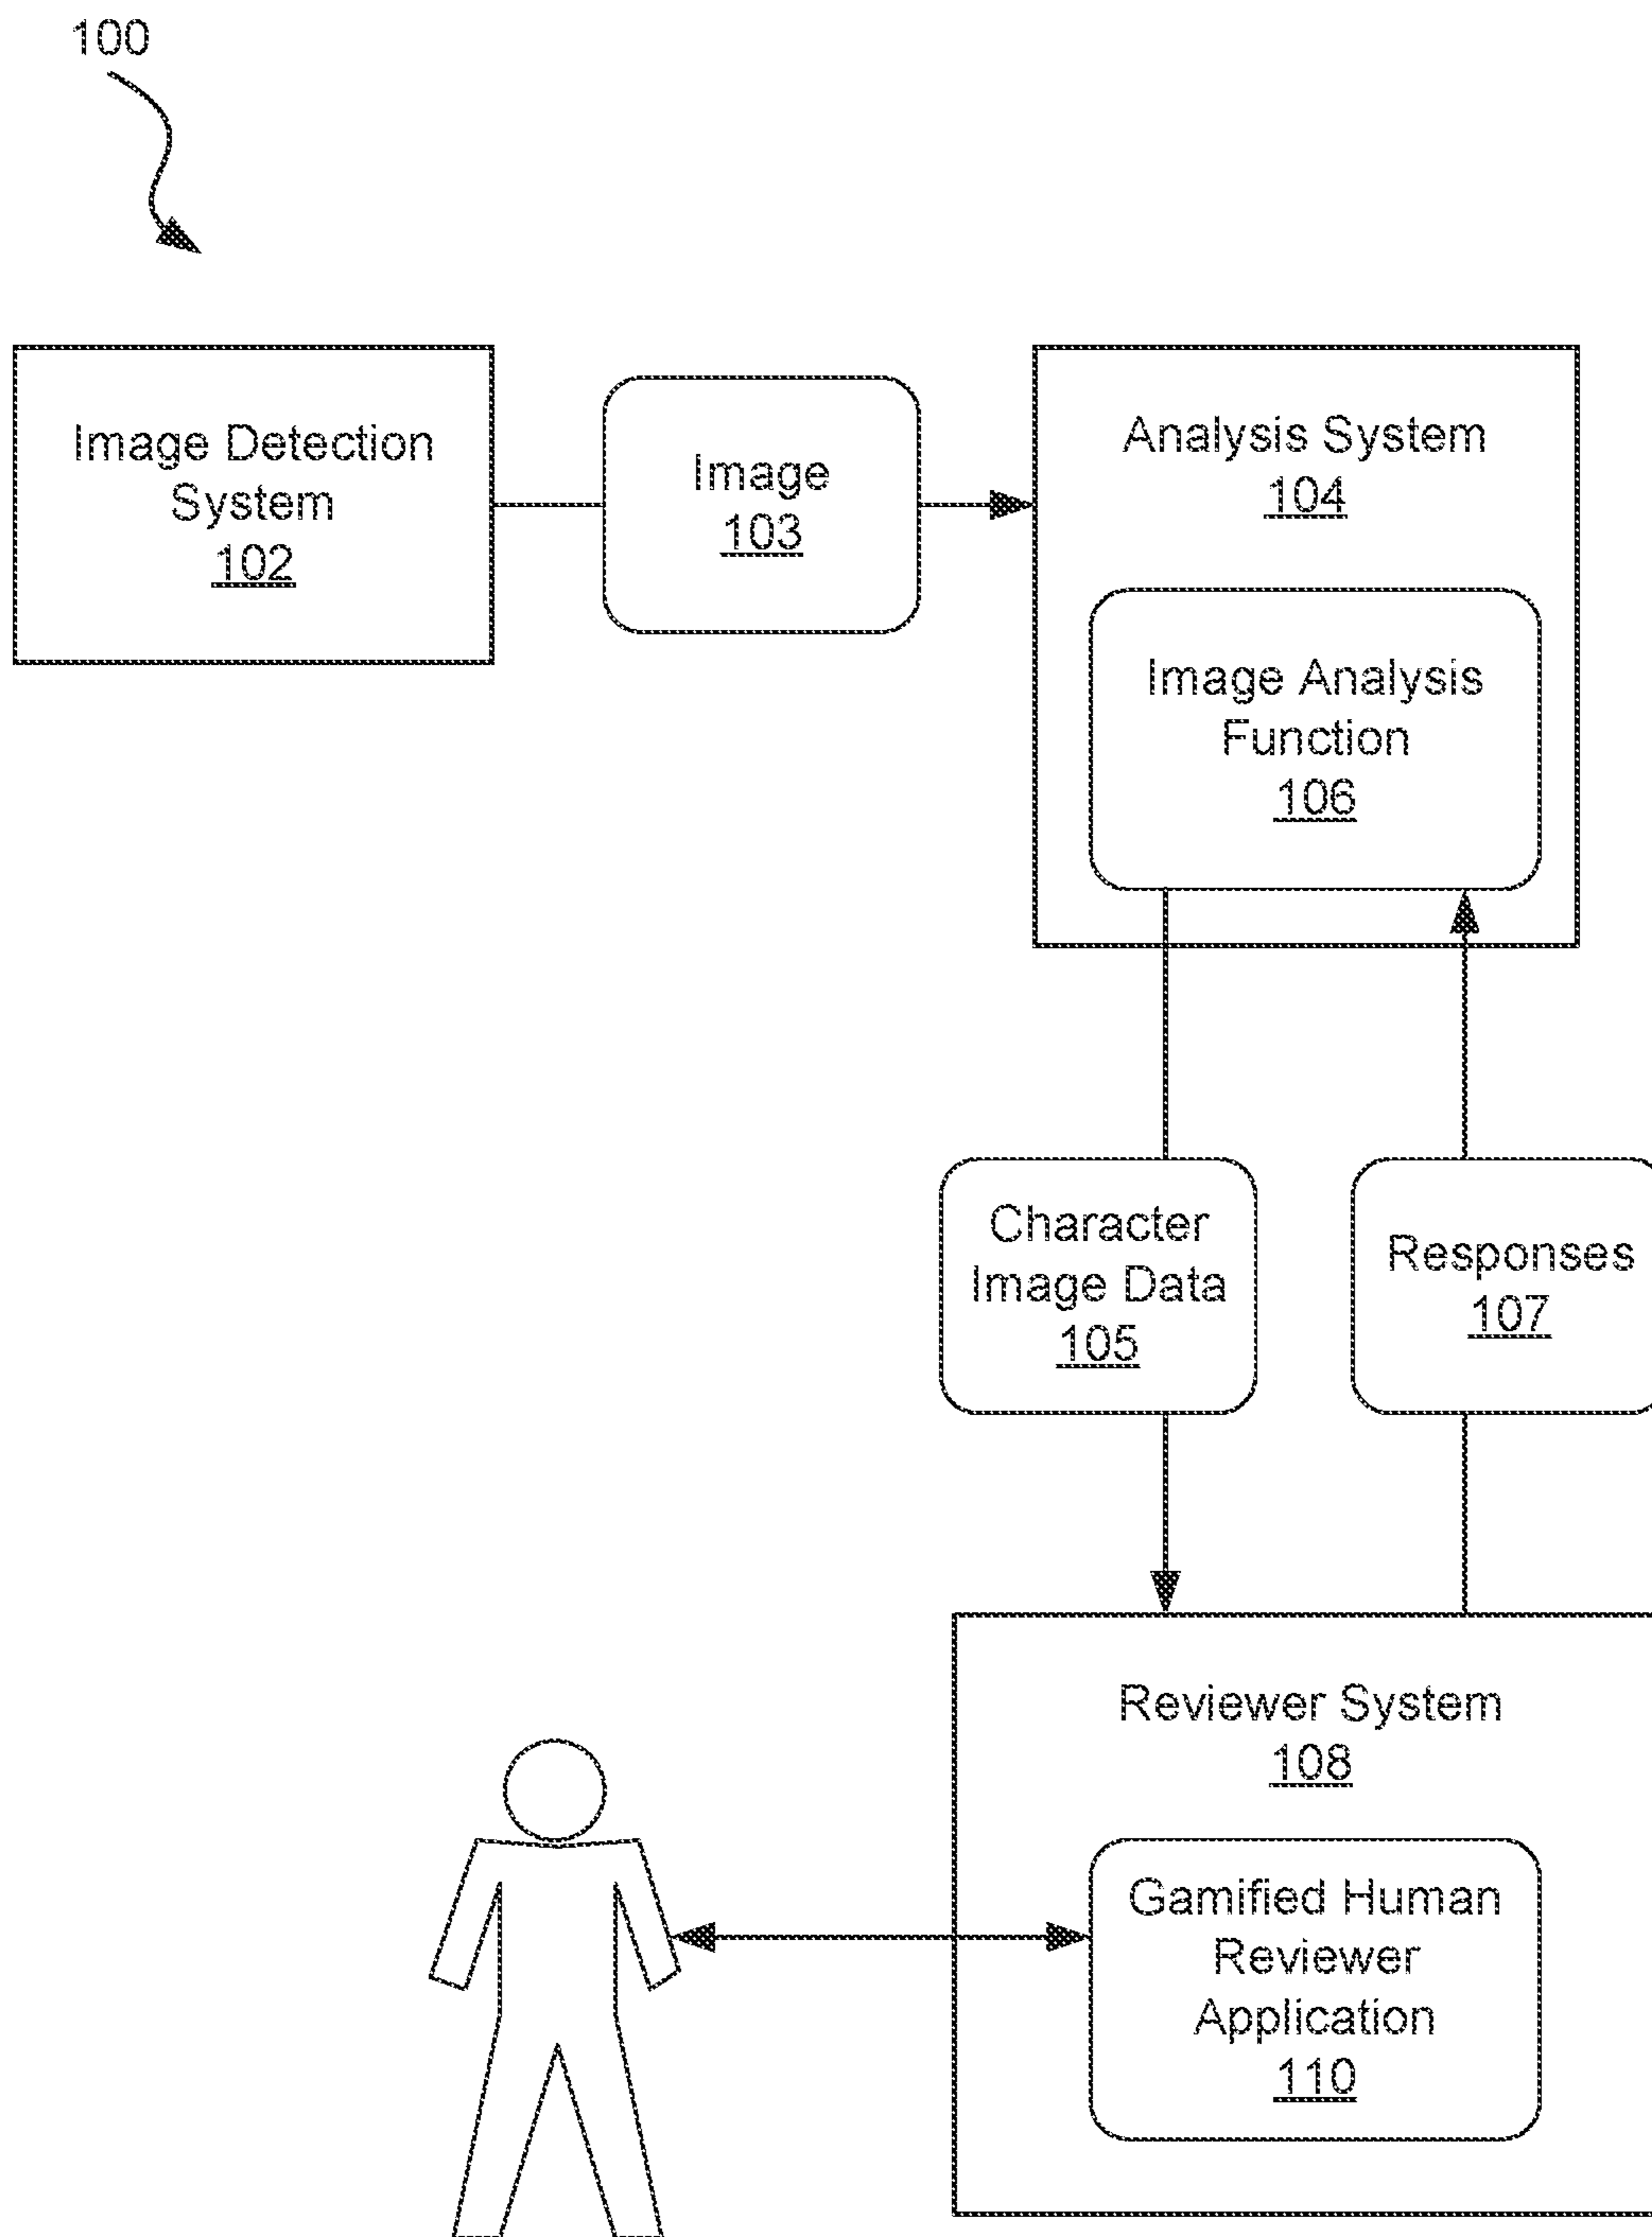 100
Image Detection
System
102
Image
103
Analysis System
104
Image Analysis
Function
106
Character
Image Data
105
Responses
107
Reviewer System
108
Gamified Human
Reviewer
Application
110